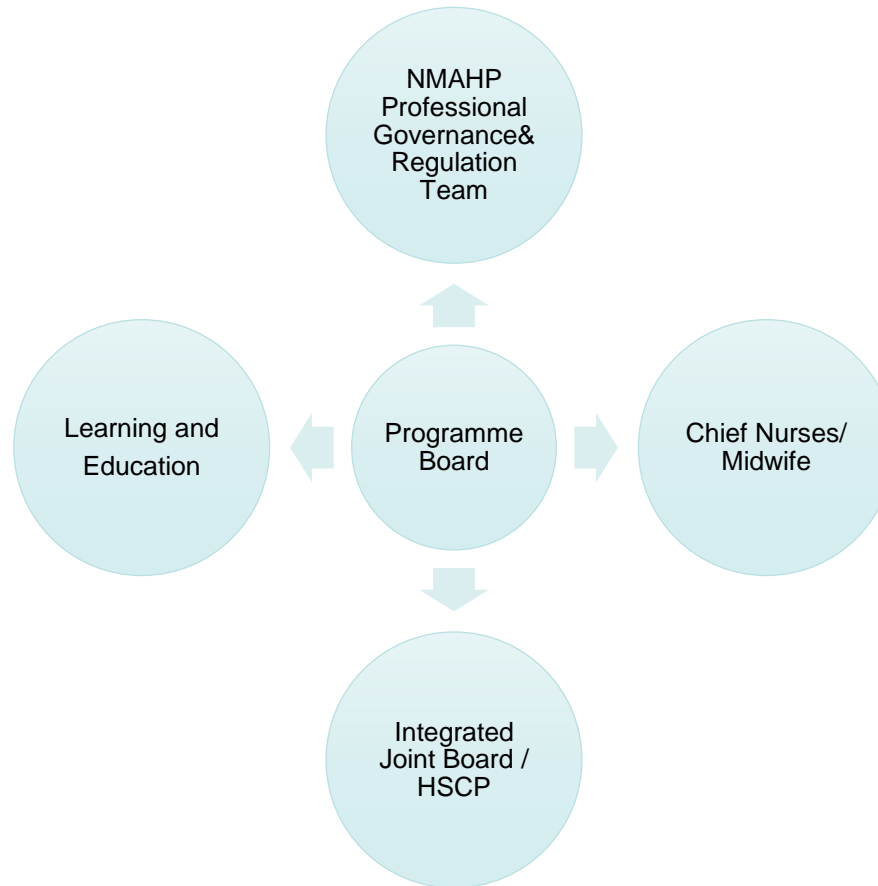 NMAHP
Professional
Governance&
Regulation
Team
Learning and
Education
Programme
Board
Chief Nurses/
Midwife
Integrated
Joint Board /
HSCP